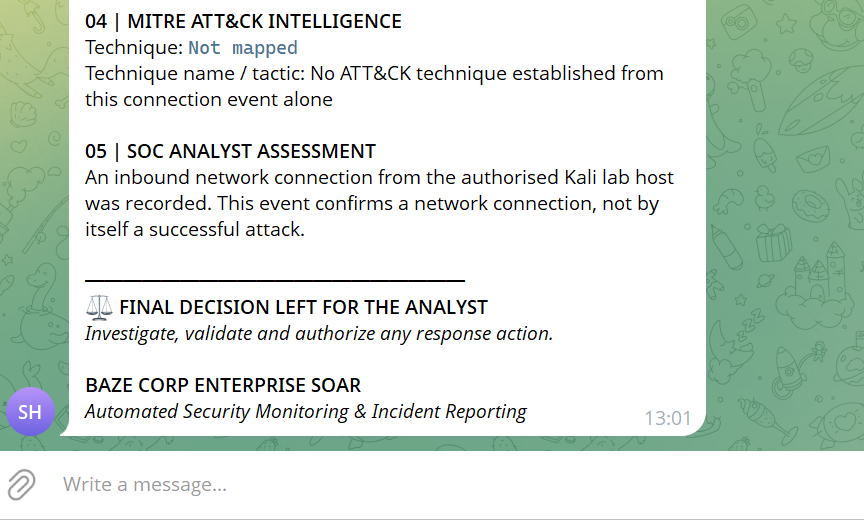 04 | MITRE ATT&CK INTELLIGENCE
Technique: Not mapped
Technique name / tactic: No ATT&CK technique established from
this connection event alone
05 | SOC ANALYST ASSESSMENT
An inbound network connection from the authorised Kali lab host
was recorded. This event confirms a network connection, not by
itself a successful attack.
⚖️ FINAL DECISION LEFT FOR THE ANALYST
Investigate, validate and authorize any response action.
BAZE CORP ENTERPRISE SOAR
Automated Security Monitoring & Incident Reporting
SH
13:01
Write a message...